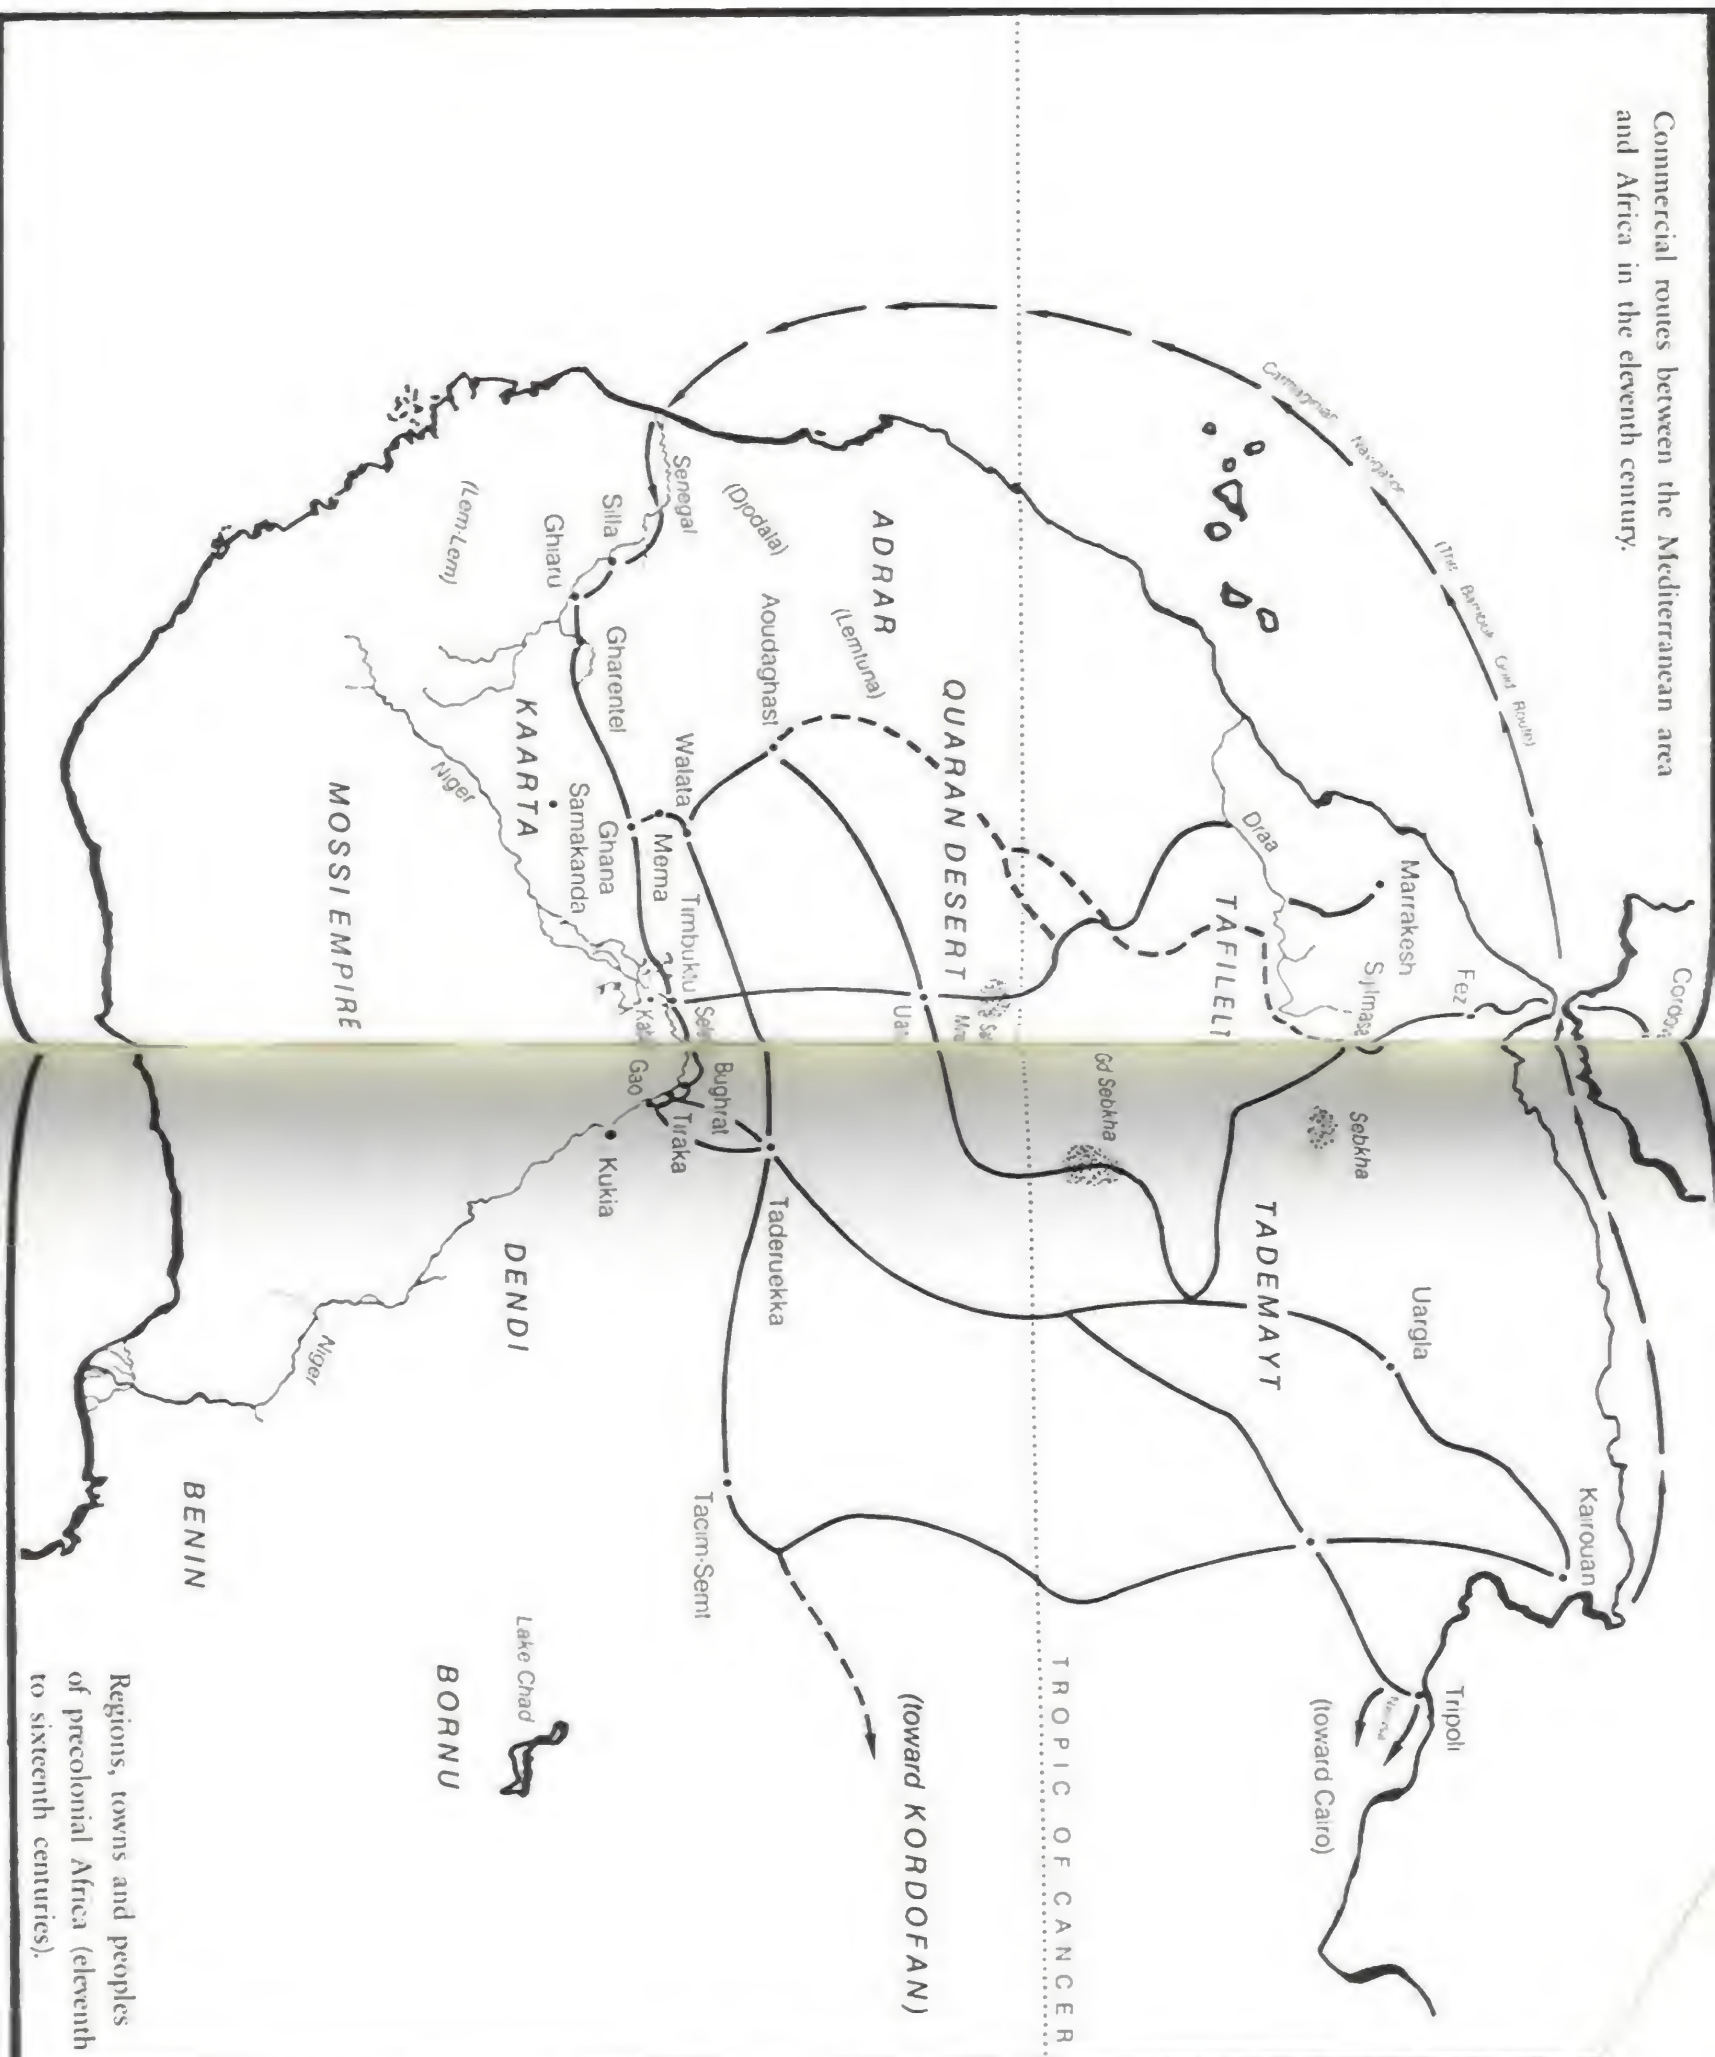 Commercial routes between the Mediterranean area
and Africa in the eleventh century.
Cordo
Carthaginian Navigator
(The Bambouk Gold Route)
Fez
Marrakesh
Sijilmasa
Sebkha
Uargla
Kairouan
Tripoli
(toward Cairo)
Draa
TAFILELT
TADEMAYT
Gd Sebkha
TROPIC OF CANCER
QUARAN DESERT
ADRAR
(Lemtuna)
(Djodala)
Aoudaghast
(toward KORDOFAN)
Senegal
Silla
Ghiaru
Gharentel
Walata
Mema
Timbuktu
Ghana
Samakanda
KAARTA
Niger
(Lem-Lem)
Bughrat
Tiraka
Gao
Kukia
Taderuekka
Tacim-Semt
MOSSI EMPIRE
DENDI
Niger
BENIN
Lake Chad
BORNU
Regions, towns and peoples
of precolonial Africa (eleventh
to sixteenth centuries).